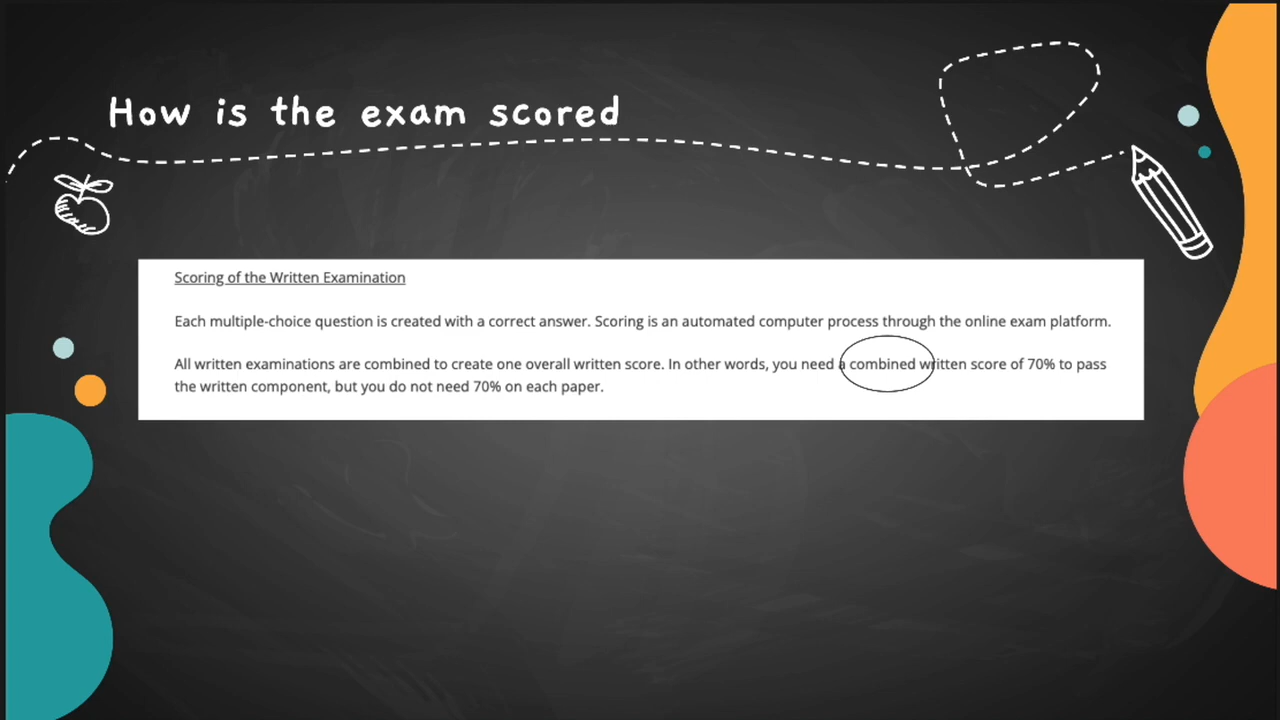 How is the exam scored
Scoring of the Written Examination
Each multiple-choice question is created with a correct answer. Scoring is an automated computer process through the online exam platform.
All written examinations are combined to create one overall written score. In other words, you need a combined written score of 70% to pass
the written component, but you do not need 70% on each paper.